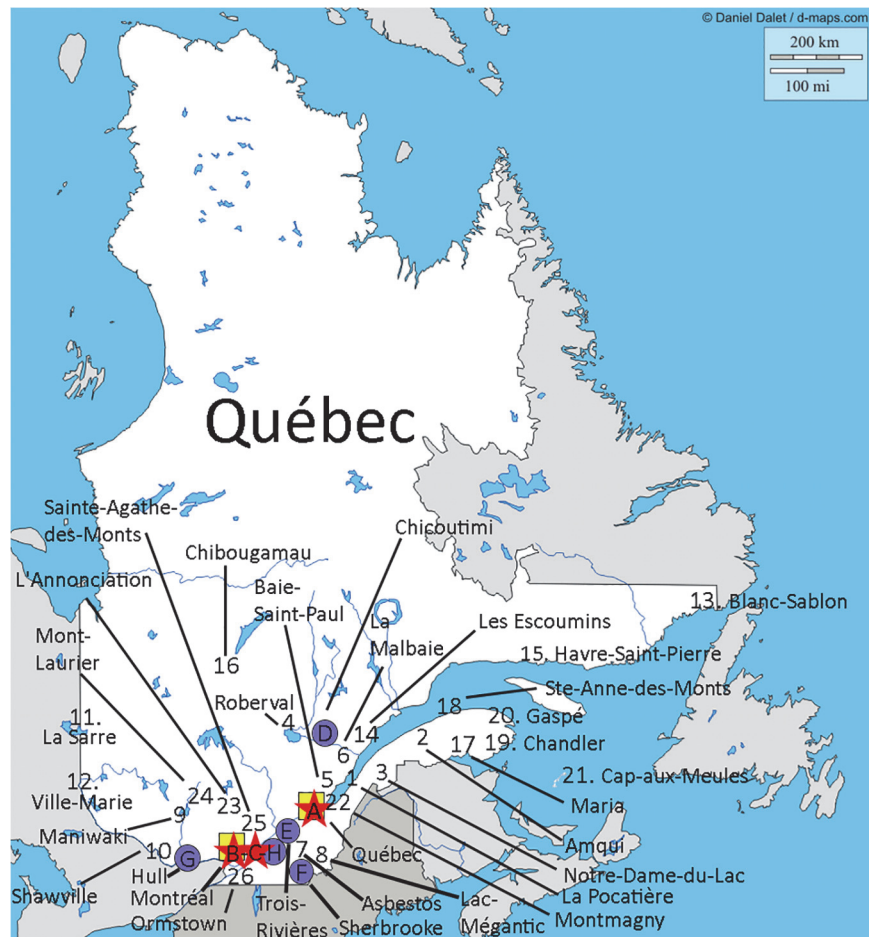 © Daniel Dalet / d-maps.com
200 km
100 mi
Québec
Sainte-Agathe-
des-Monts
Chibougamau
Chicoutimi
L'Annonciation
Baie-
Saint-Paul
La
Malbaie
Les Escoumins
13. Blanc-Sablon
Mont-
Laurier
16
15. Havre-Saint-Pierre
Ste-Anne-des-Monts
Roberval
4
D
14
18
20. Gaspé
11.
La Sarre
6
2
17
19. Chandler
12.
Ville-Marie
24
23
5
1
3
21. Cap-aux-Meules
Maria
9
Maniwaki
25
A
22
Amqui
10
G
B
C
H
E
7
8
F
Québec
Notre-Dame-du-Lac
Shawville
Hull
26
Montréal
Ormstown
Trois-
Rivières
Asbestos
Sherbrooke
Lac-
Mégantic
La Pocatière
Montmagny